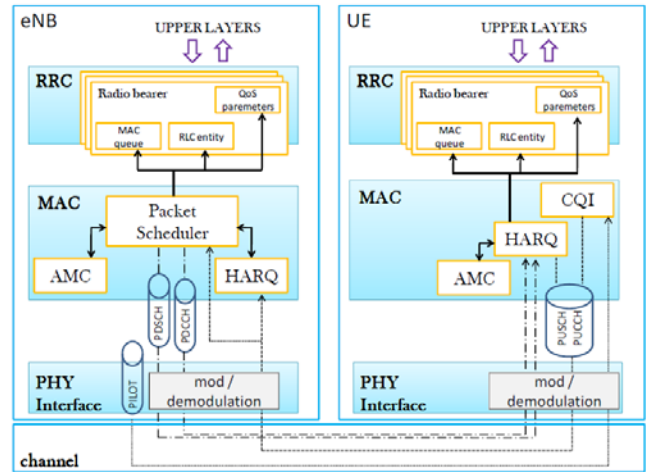 eNB
UPPER LAYERS
RRC
Radio bearer
QoS
paremeters
MAC
queue
RLC entity
MAC
Packet
Scheduler
AMC
HARQ
PDSCH
PDCCH
PILOT
PHY
Interface
mod /
demodulation
UE
UPPER LAYERS
RRC
Radio bearer
QoS
paremeters
MAC
queue
RLC entity
MAC
CQI
HARQ
AMC
PUSCH
PUCCH
PHY
Interface
mod /
demodulation
channel